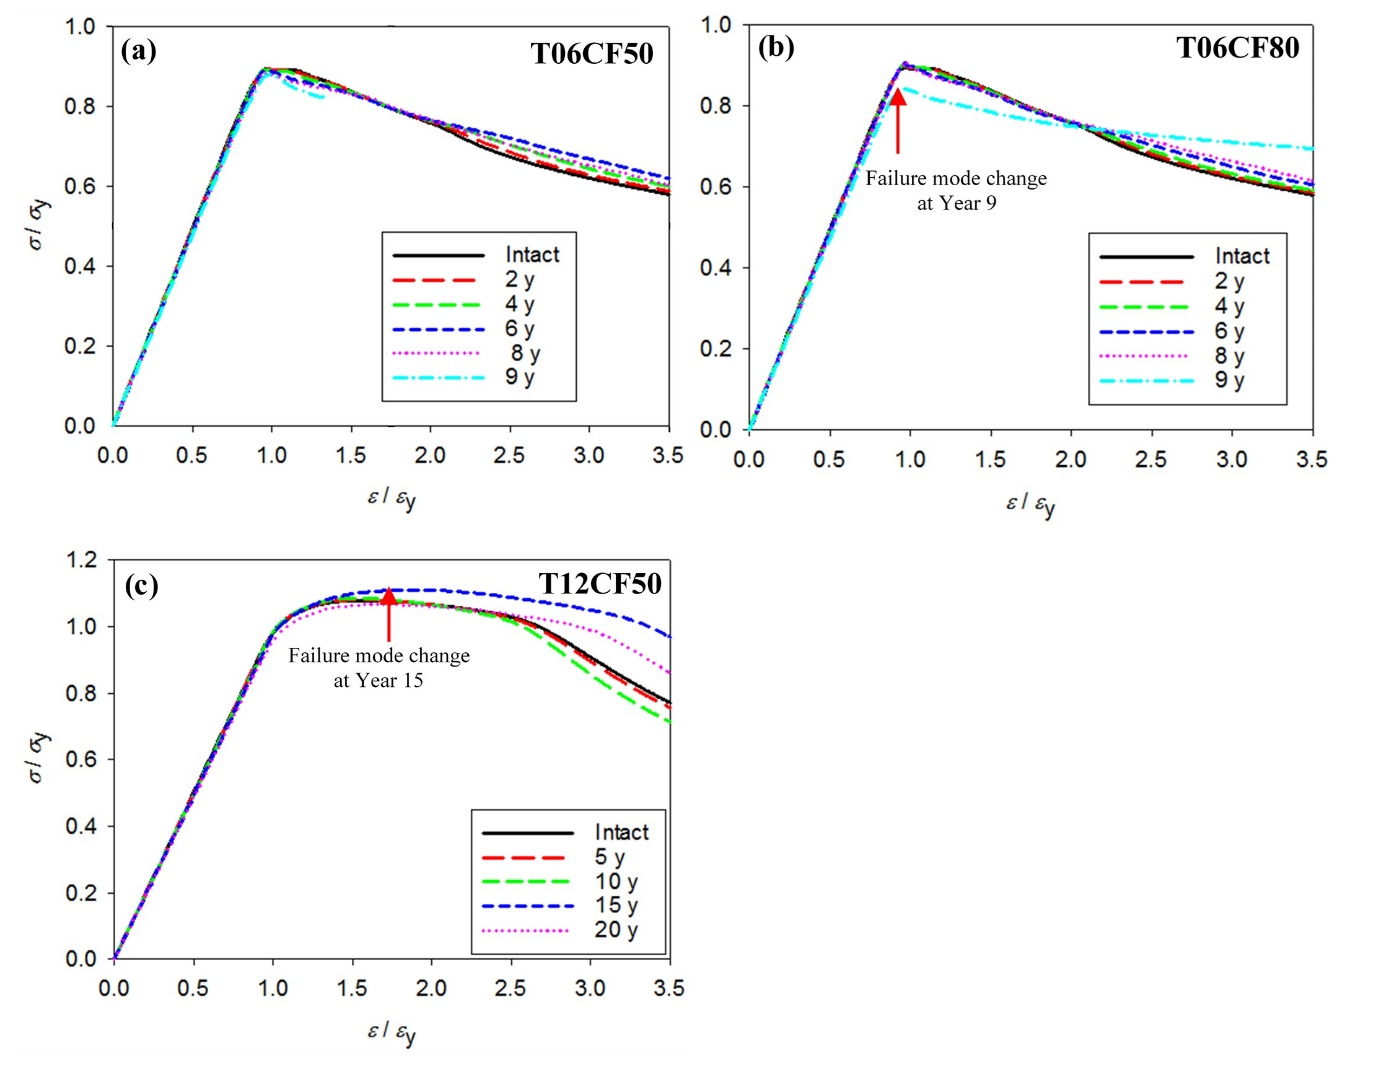 (a)
T06CF50
1.0
0.8
0.6
0.4
0.2
0.0
σ / σy
Intact
2 y
4 y
6 y
8 y
9 y
0.0 0.5 1.0 1.5 2.0 2.5 3.0 3.5
ε / εy
(b)
T06CF80
1.0
0.8
0.6
0.4
0.2
0.0
Failure mode change
at Year 9
Intact
2 y
4 y
6 y
8 y
9 y
0.0 0.5 1.0 1.5 2.0 2.5 3.0 3.5
ε / εy
(c)
T12CF50
1.2
1.0
0.8
0.6
0.4
0.2
0.0
σ / σy
Failure mode change
at Year 15
Intact
5 y
10 y
15 y
20 y
0.0 0.5 1.0 1.5 2.0 2.5 3.0 3.5
ε / εy